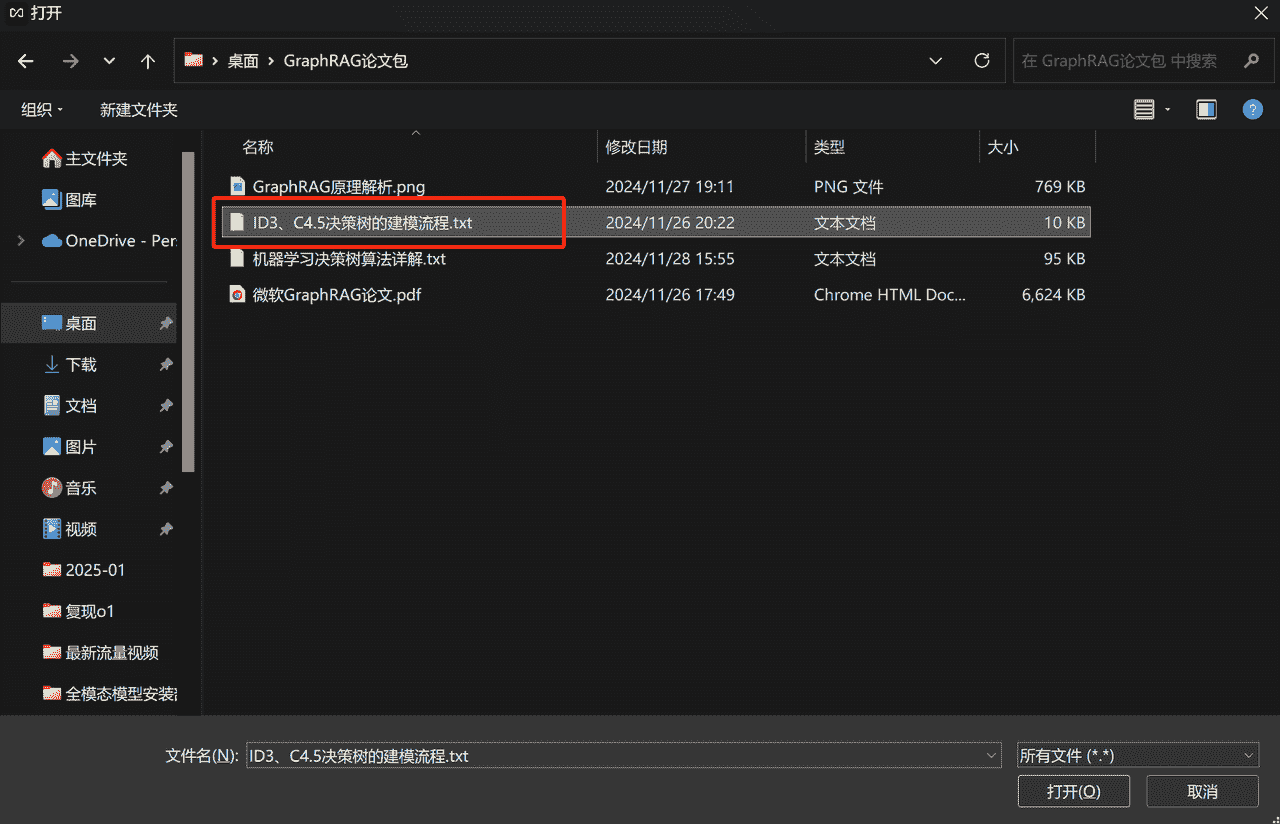 打开
桌面 GraphRAG论文包
在 GraphRAG论文包 中搜索
组织 新建文件夹
主文件夹
图库
OneDrive - Per
桌面
下载
文档
图片
音乐
视频
2025-01
复现o1
最新流量视频
全模态模型安装
名称 修改日期 类型 大小
GraphRAG原理解析.png 2024/11/27 19:11 PNG 文件 769 KB
ID3、C4.5决策树的建模流程.txt 2024/11/26 20:22 文本文档 10 KB
机器学习决策树算法详解.txt 2024/11/28 15:55 文本文档 95 KB
微软GraphRAG论文.pdf 2024/11/26 17:49 Chrome HTML Doc... 6,624 KB
文件名(N): ID3、C4.5决策树的建模流程.txt 所有文件 (*.*)
打开(O) 取消